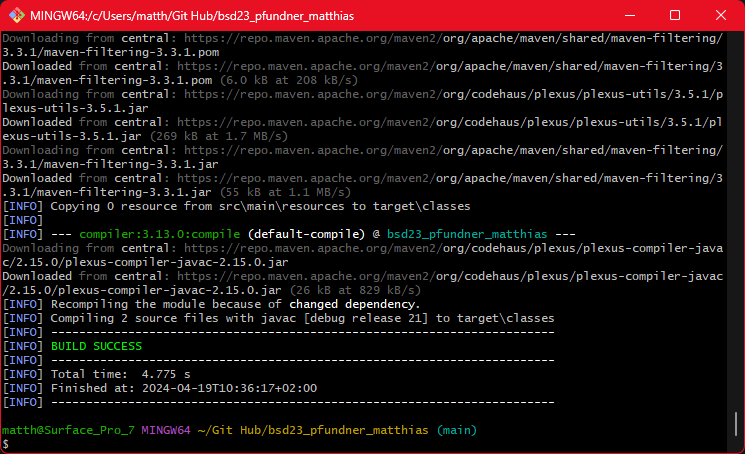 MINGW64:/c/Users/matth/Git Hub/bsd23_pfundner_matthias
Downloading from central: https://repo.maven.apache.org/maven2/org/apache/maven/shared/maven-filtering/
3.3.1/maven-filtering-3.3.1.pom
Downloaded from central: https://repo.maven.apache.org/maven2/org/apache/maven/shared/maven-filtering/3
.3.1/maven-filtering-3.3.1.pom (6.0 kB at 208 kB/s)
Downloading from central: https://repo.maven.apache.org/maven2/org/codehaus/plexus/plexus-utils/3.5.1/p
lexus-utils-3.5.1.jar
Downloaded from central: https://repo.maven.apache.org/maven2/org/codehaus/plexus/plexus-utils/3.5.1/pl
exus-utils-3.5.1.jar (269 kB at 1.7 MB/s)
Downloading from central: https://repo.maven.apache.org/maven2/org/apache/maven/shared/maven-filtering/
3.3.1/maven-filtering-3.3.1.jar
Downloaded from central: https://repo.maven.apache.org/maven2/org/apache/maven/shared/maven-filtering/3
.3.1/maven-filtering-3.3.1.jar (55 kB at 1.1 MB/s)
[INFO] Copying 0 resource from src\main\resources to target\classes
[INFO]
[INFO] --- compiler:3.13.0:compile (default-compile) @ bsd23_pfundner_matthias ---
Downloading from central: https://repo.maven.apache.org/maven2/org/codehaus/plexus/plexus-compiler-java
c/2.15.0/plexus-compiler-javac-2.15.0.jar
Downloaded from central: https://repo.maven.apache.org/maven2/org/codehaus/plexus/plexus-compiler-javac
/2.15.0/plexus-compiler-javac-2.15.0.jar (26 kB at 829 kB/s)
[INFO] Recompiling the module because of changed dependency.
[INFO] Compiling 2 source files with javac [debug release 21] to target\classes
[INFO] ------------------------------------------------------------------------
[INFO] BUILD SUCCESS
[INFO] ------------------------------------------------------------------------
[INFO] Total time:  4.775 s
[INFO] Finished at: 2024-04-19T10:36:17+02:00
[INFO] ------------------------------------------------------------------------
matth@Surface_Pro_7 MINGW64 ~/Git Hub/bsd23_pfundner_matthias (main)
$